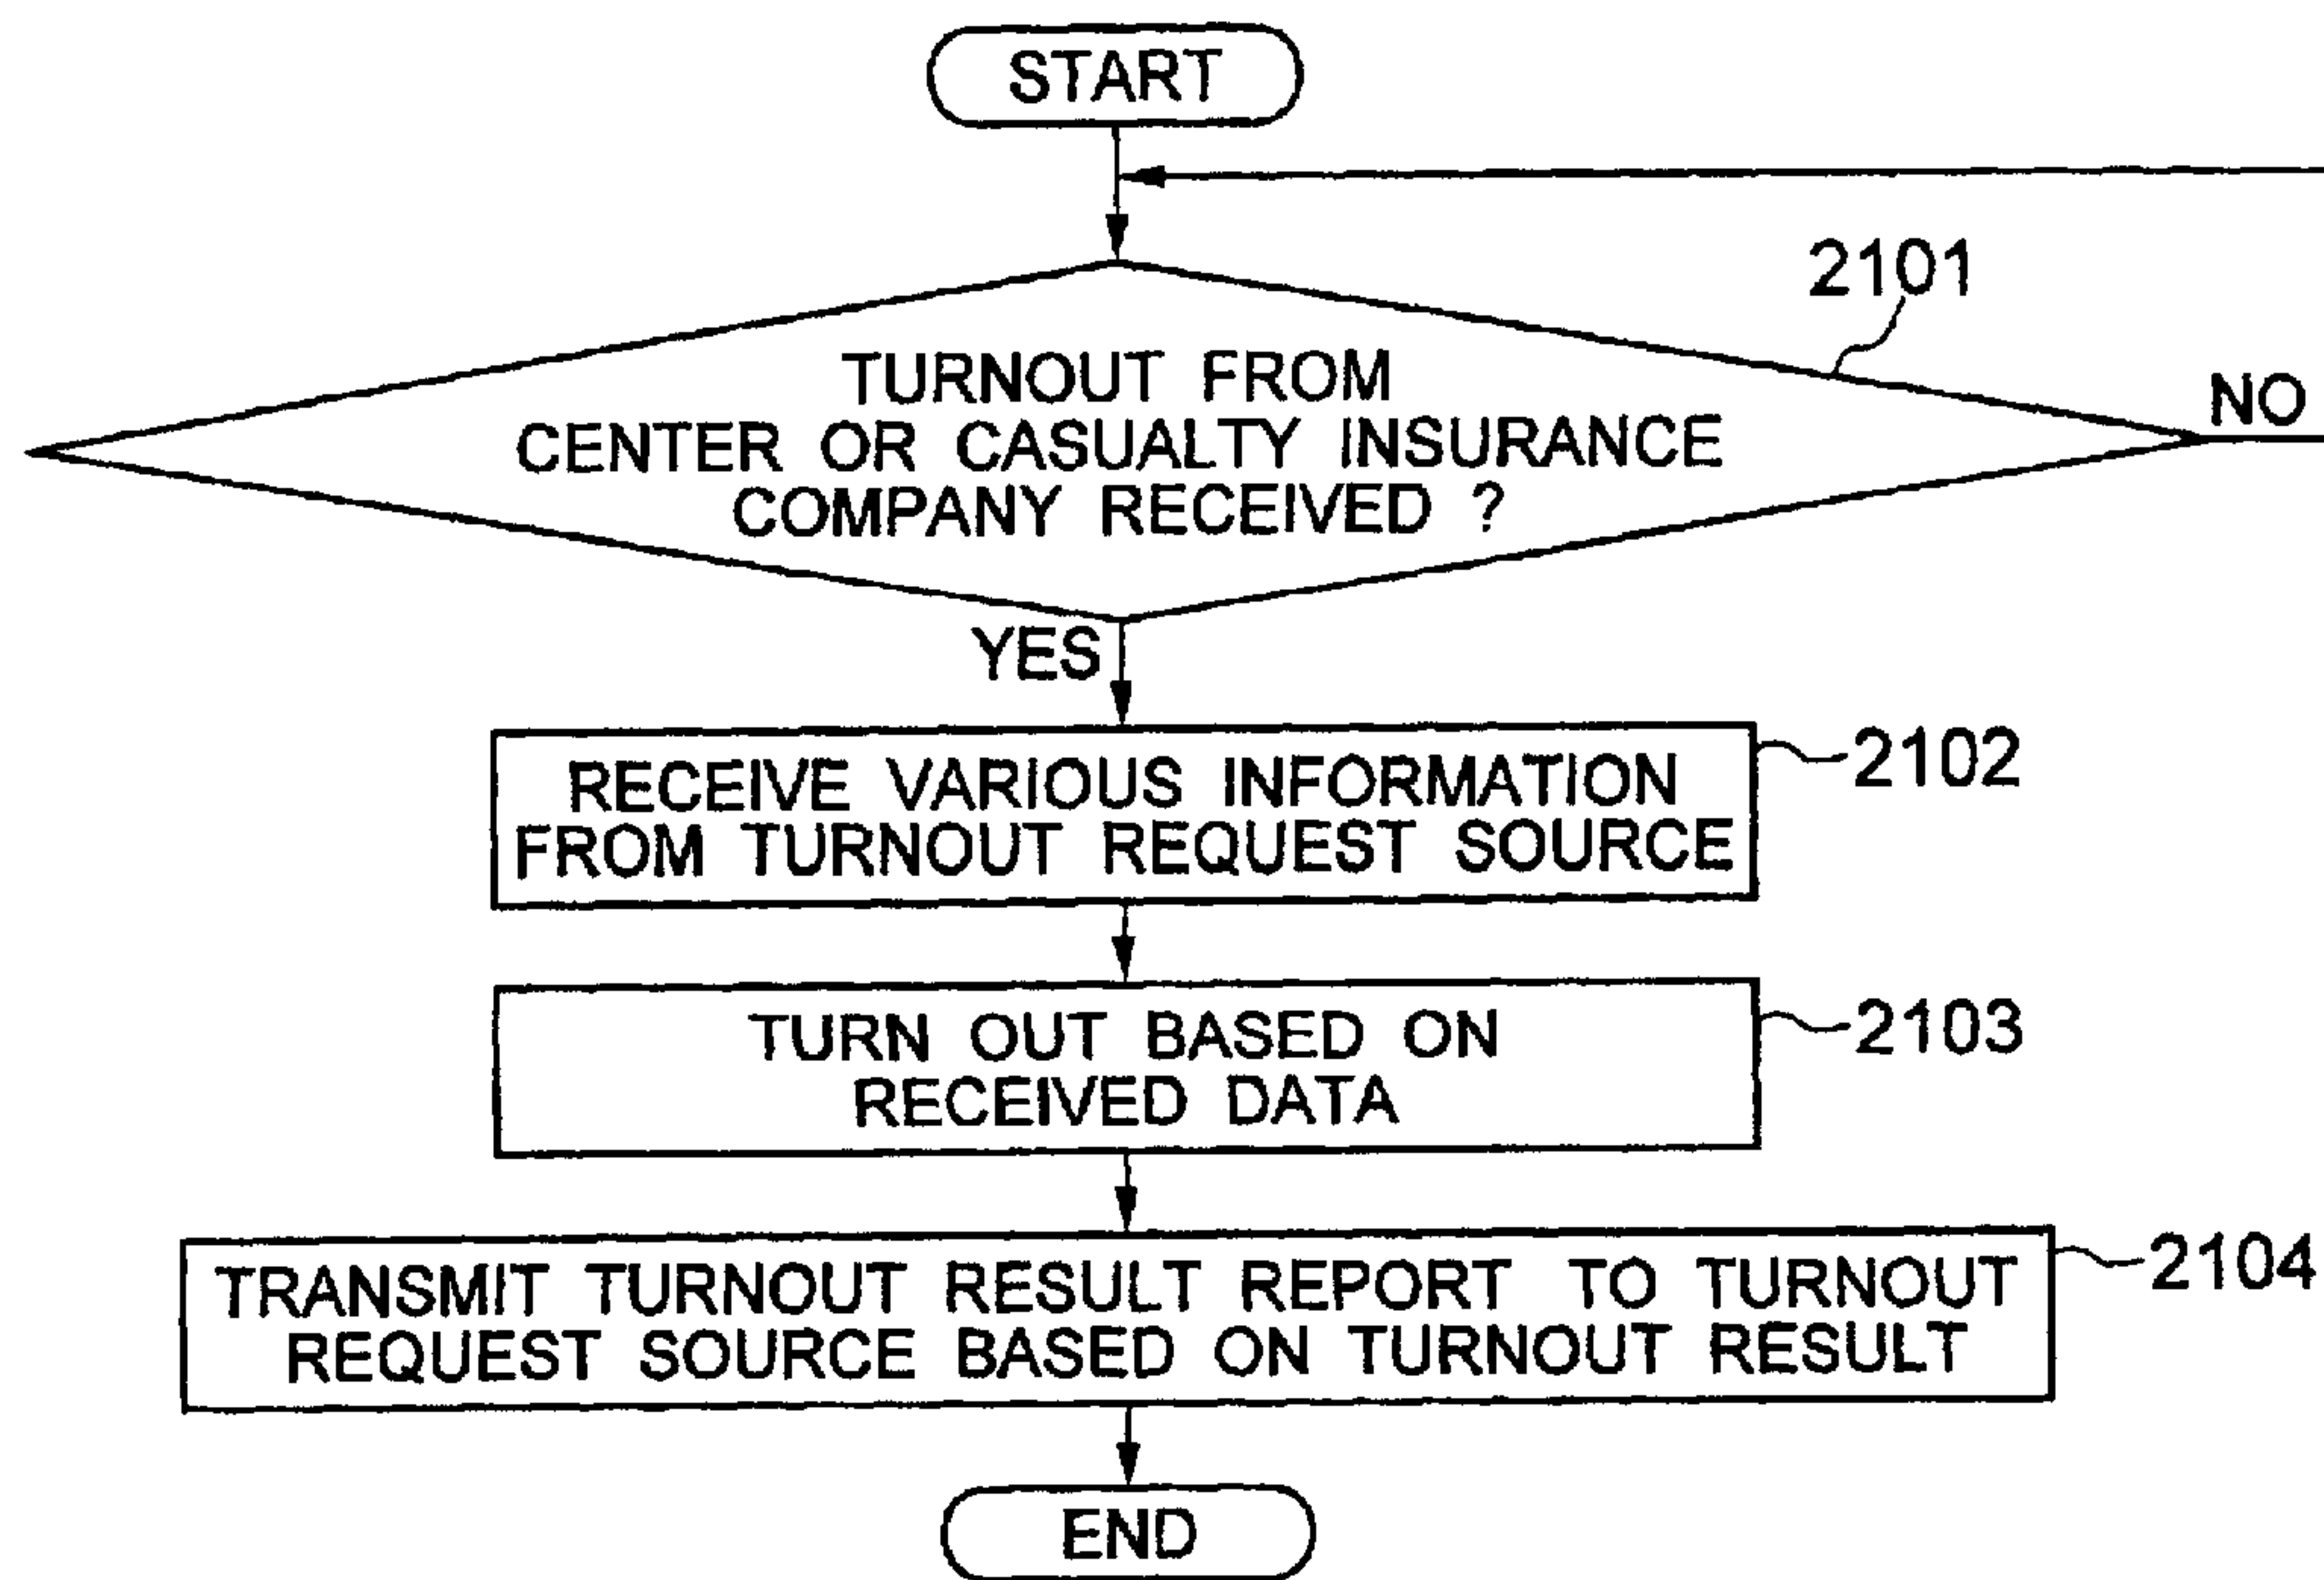 START
2101
TURNOUT FROM
CENTER OR CASUALTY INSURANCE
COMPANY RECEIVED ?
NO
YES
RECEIVE VARIOUS INFORMATION
FROM TURNOUT REQUEST SOURCE
2102
TURN OUT BASED ON
RECEIVED DATA
2103
TRANSMIT TURNOUT RESULT REPORT TO TURNOUT
REQUEST SOURCE BASED ON TURNOUT RESULT
2104
END